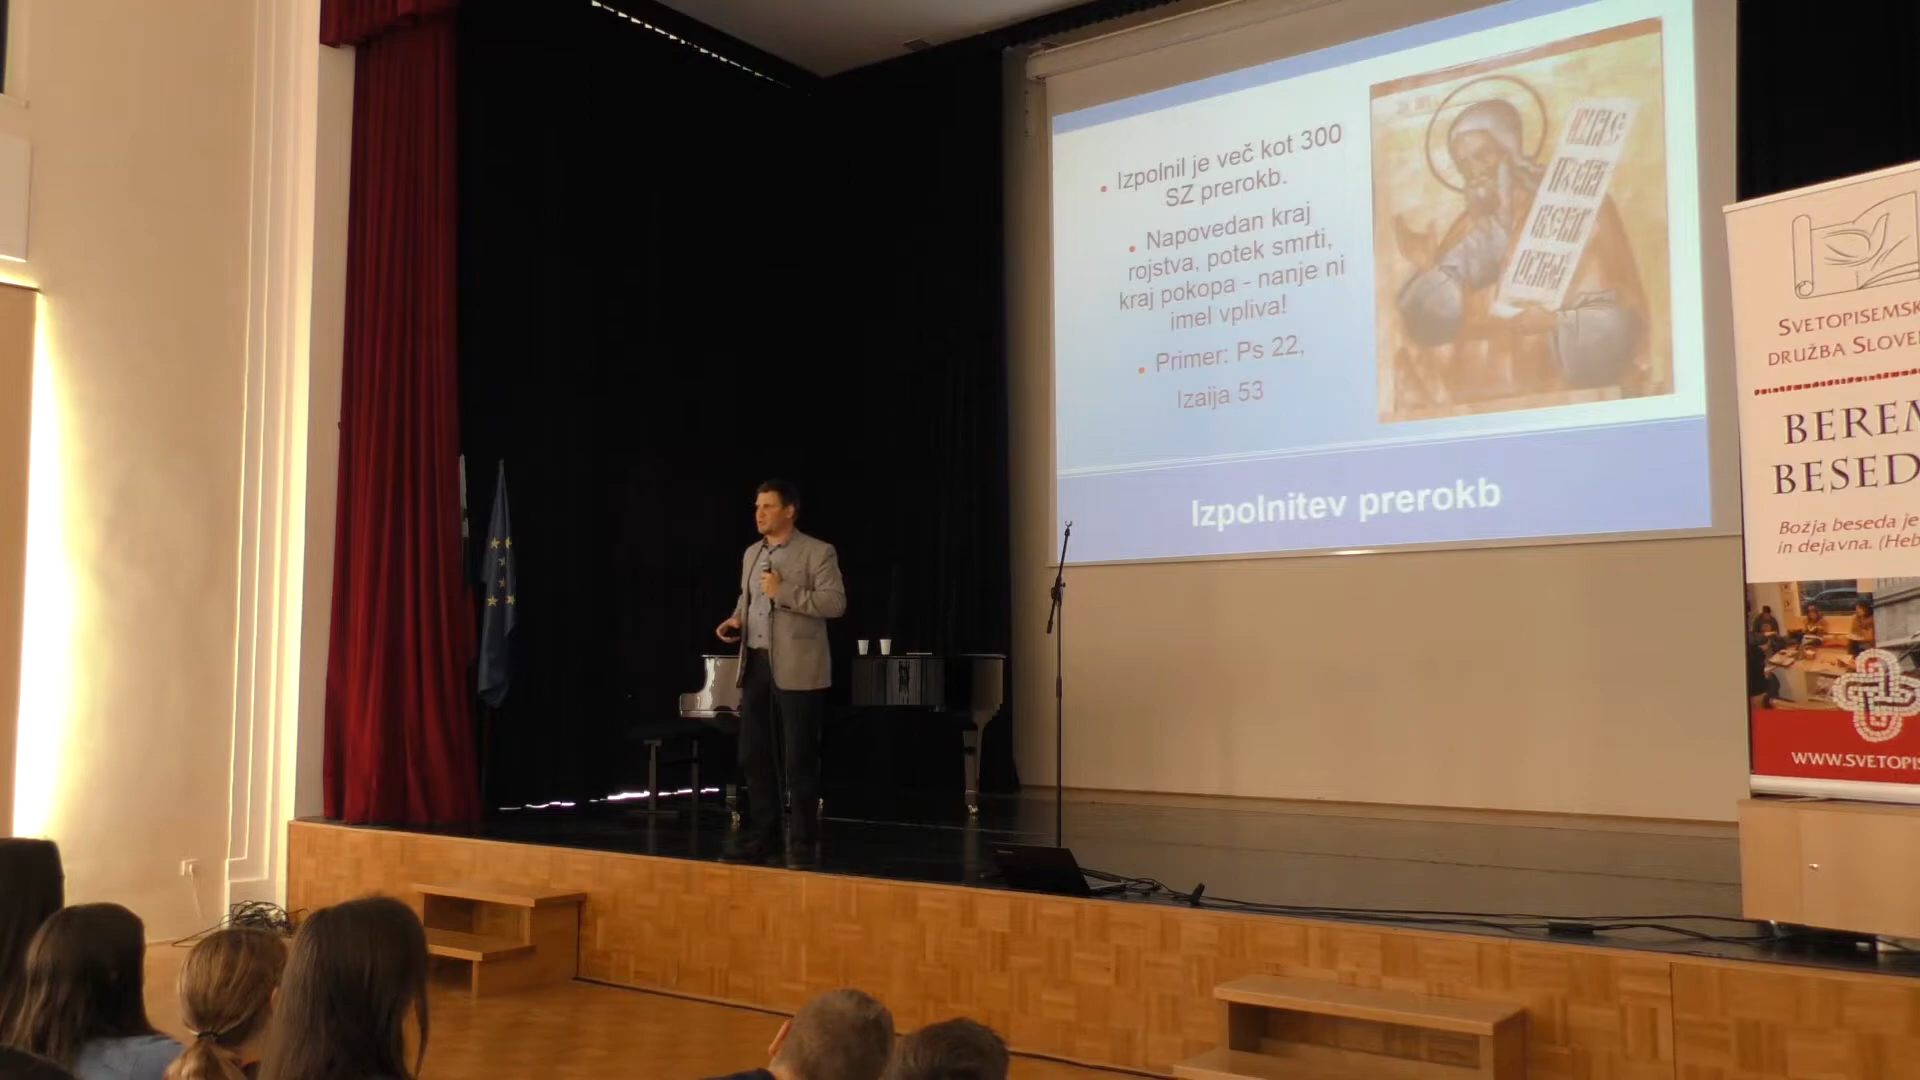 • Izpolnil je več kot 300
SZ prerokb.
• Napovedan kraj
rojstva, potek smrti,
kraj pokopa - nanje ni
imel vpliva!
• Primer: Ps 22,
Izaija 53
Izpolnitev prerokb
SVETOPISEMSK
DRUŽBA SLOVE
BEREM
BESED
Božja beseda je
in dejavna. (Heb
WWW.SVETOPIS